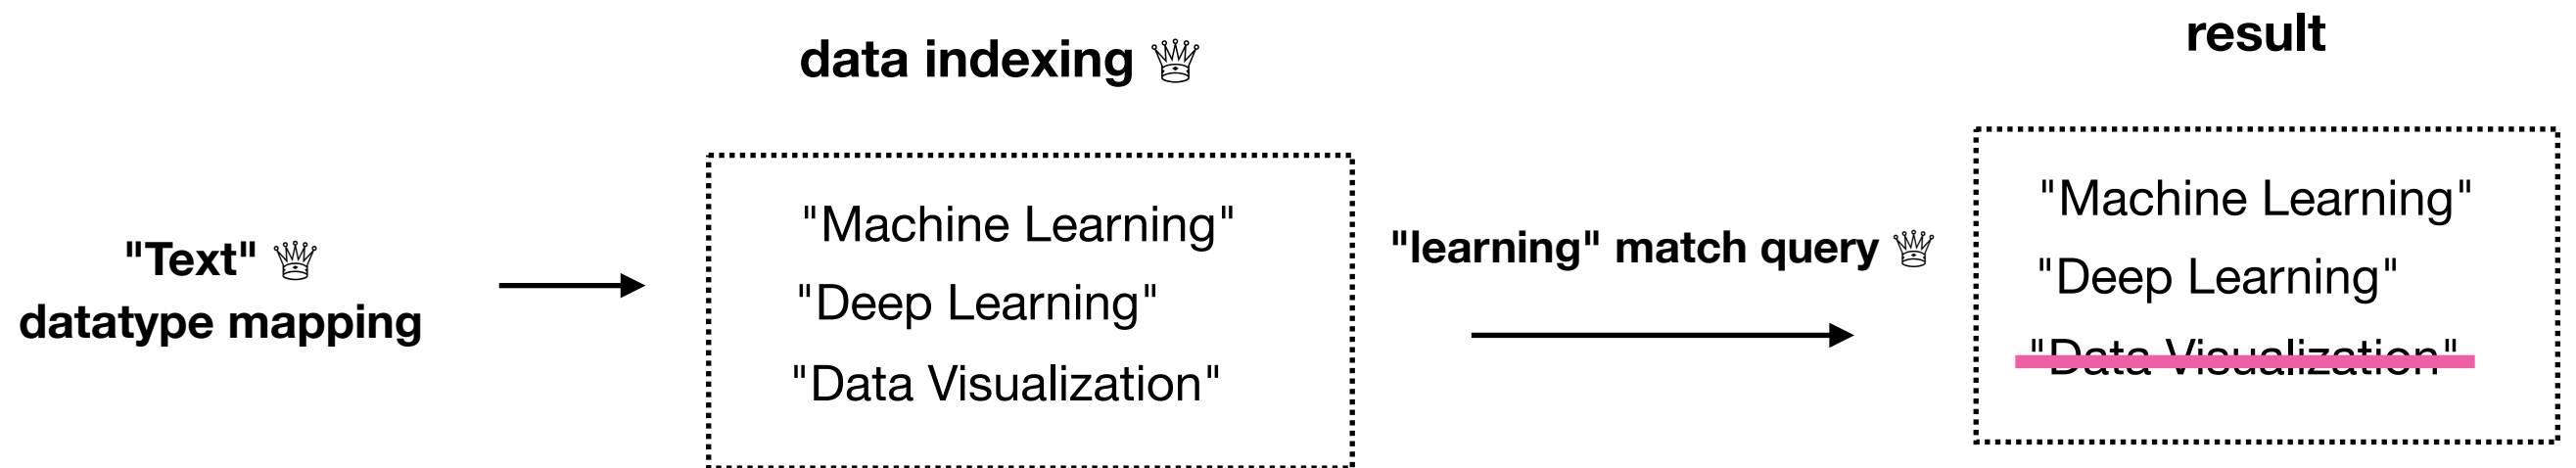 "Text" ♕
datatype mapping
data indexing ♕
"Machine Learning"
"Deep Learning"
"Data Visualization"
"learning" match query ♕
result
"Machine Learning"
"Deep Learning"
"Data Visualization"